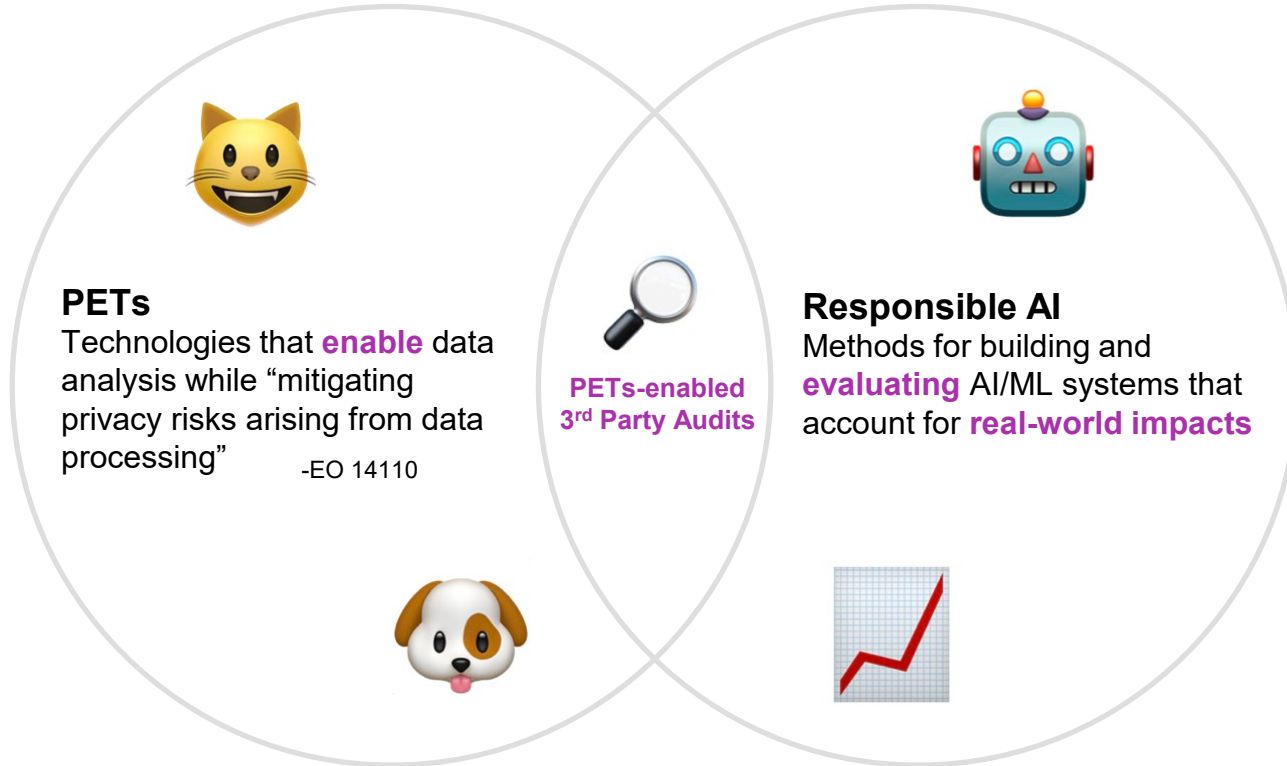 PETs
Technologies that enable data
analysis while “mitigating
privacy risks arising from data
processing”
-EO 14110
PETs-enabled
3rd Party Audits
Responsible AI
Methods for building and
evaluating AI/ML systems that
account for real-world impacts